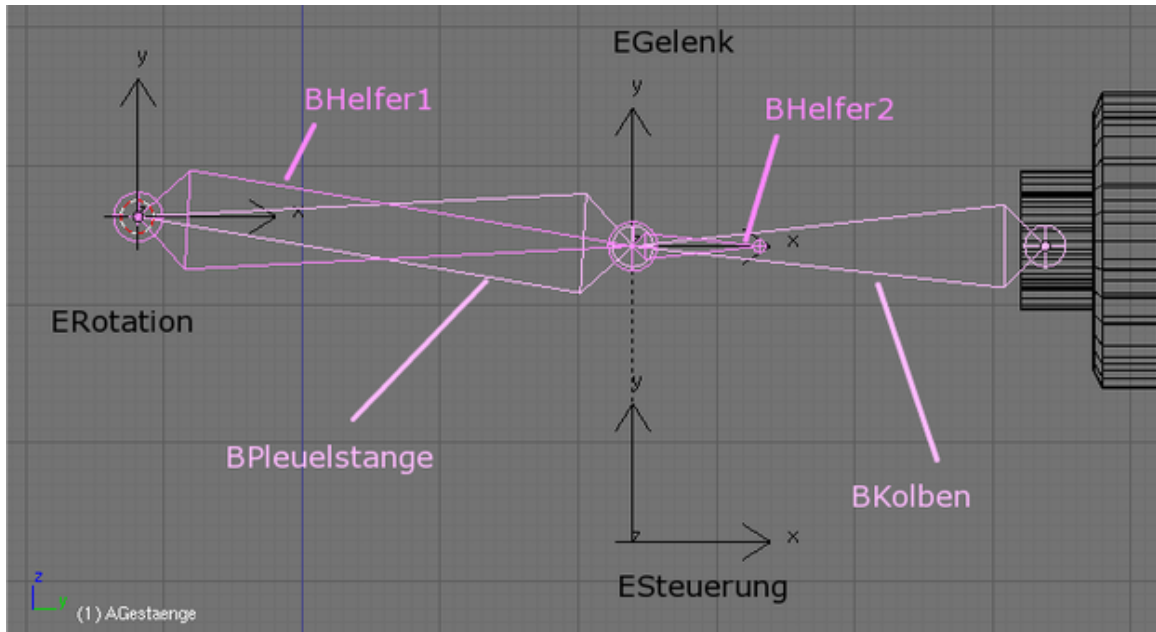 EGelenk
y
BHelfer1
y
BHelfer2
x
ERotation
y
BPleuelstange
BKolben
x
ESteuerung
z
y
(1) AGestaenge